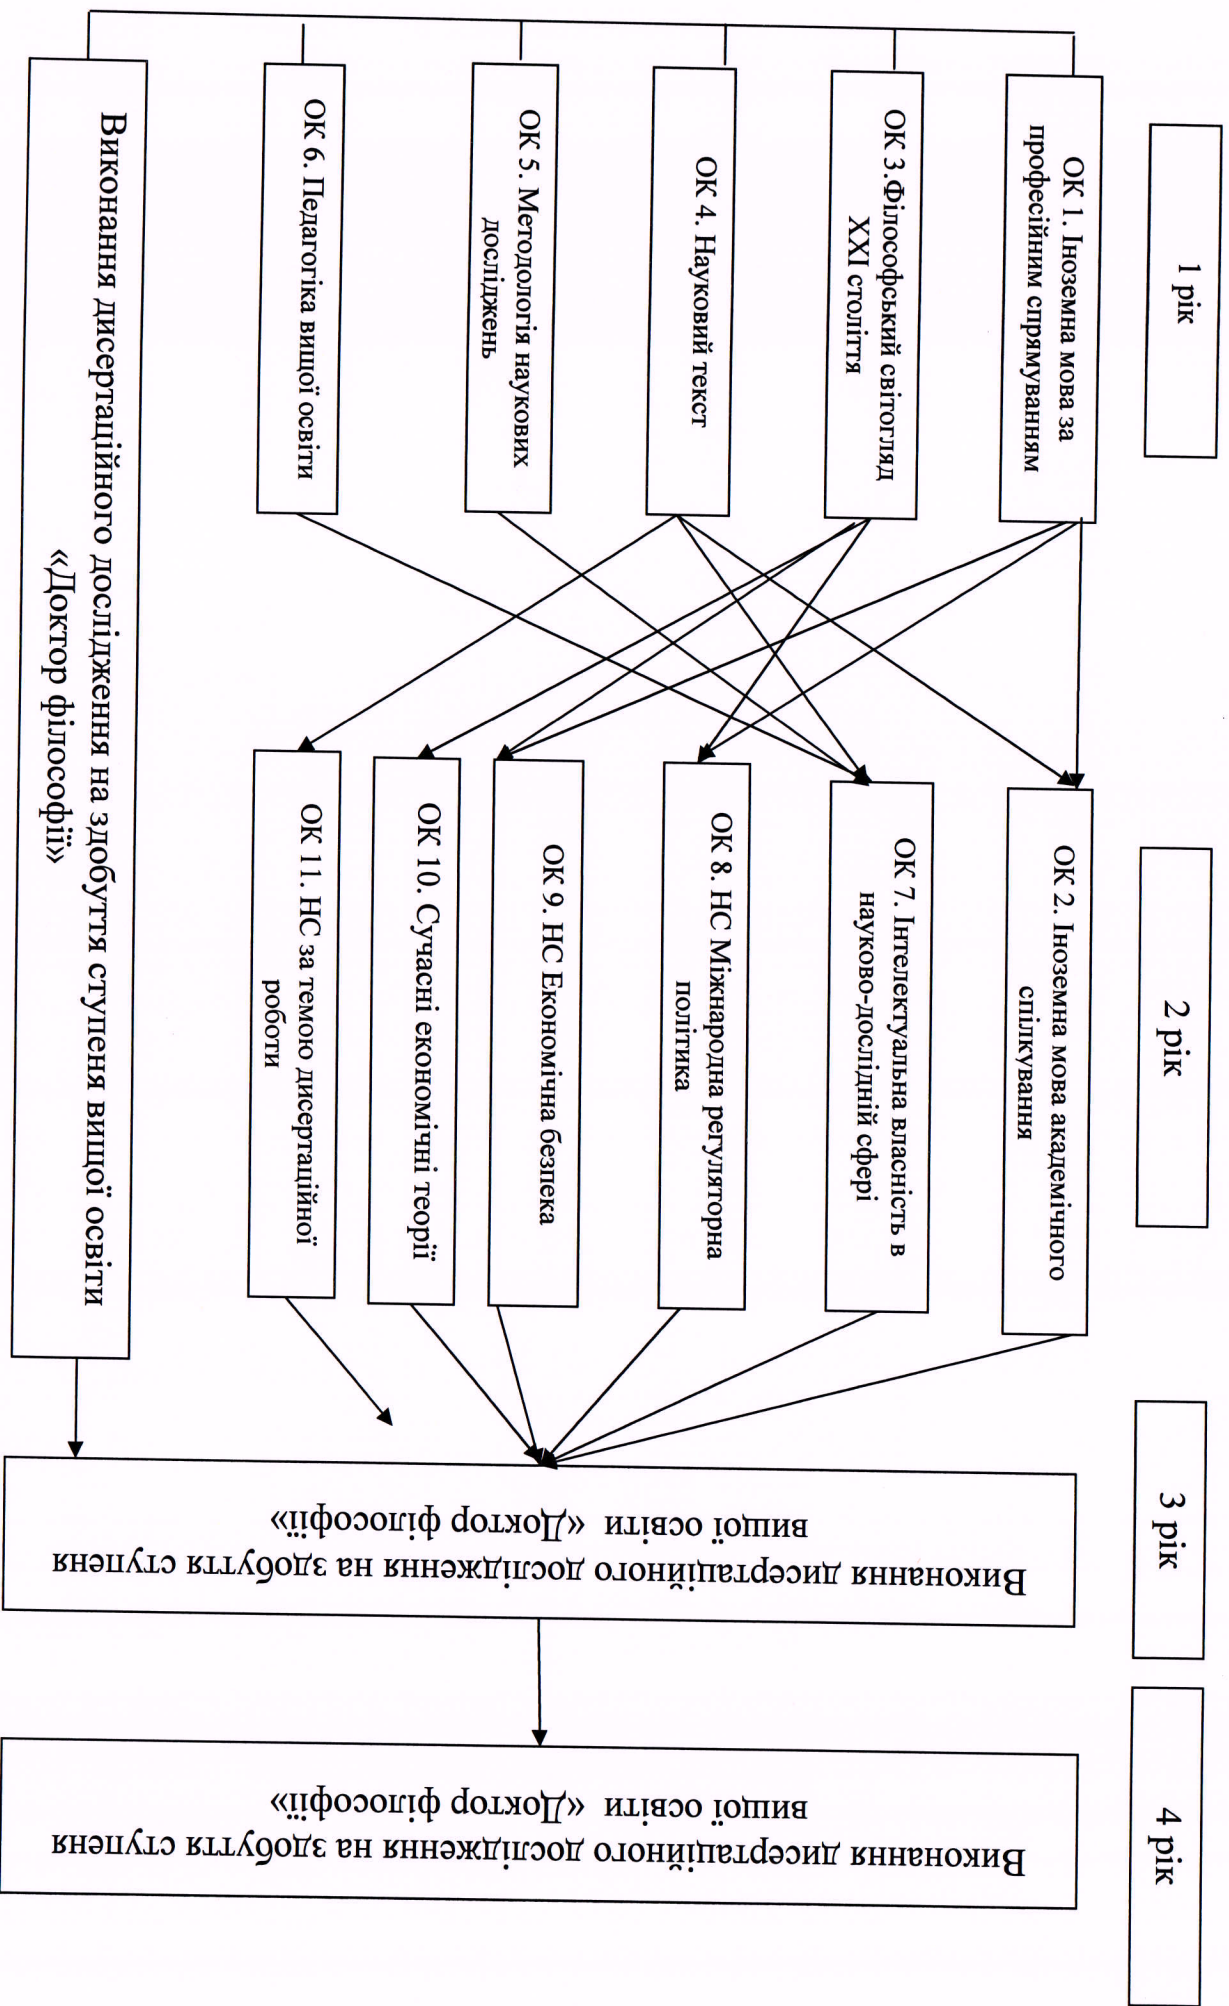 1 рік
2 рік
3 рік
4 рік
ОК 1. Іноземна мова за
професійним спрямуванням
ОК 3.Філософський світогляд
ХХІ століття
ОК 4. Науковий текст
ОК 5. Методологія наукових
досліджень
ОК 6. Педагогіка вищої освіти
ОК 2. Іноземна мова академічного
спілкування
ОК 7. Інтелектуальна власність в
науково-дослідній сфері
ОК 8. НС Міжнародна регуляторна
політика
ОК 9. НС Економічна безпека
ОК 10. Сучасні економічні теорії
ОК 11. НС за темою дисертаційної
роботи
Виконання дисертаційного дослідження на здобуття ступеня вищої освіти
«Доктор філософії»
Виконання дисертаційного дослідження на здобуття ступеня
вищої освіти «Доктор філософії»
Виконання дисертаційного дослідження на здобуття ступеня
вищої освіти «Доктор філософії»